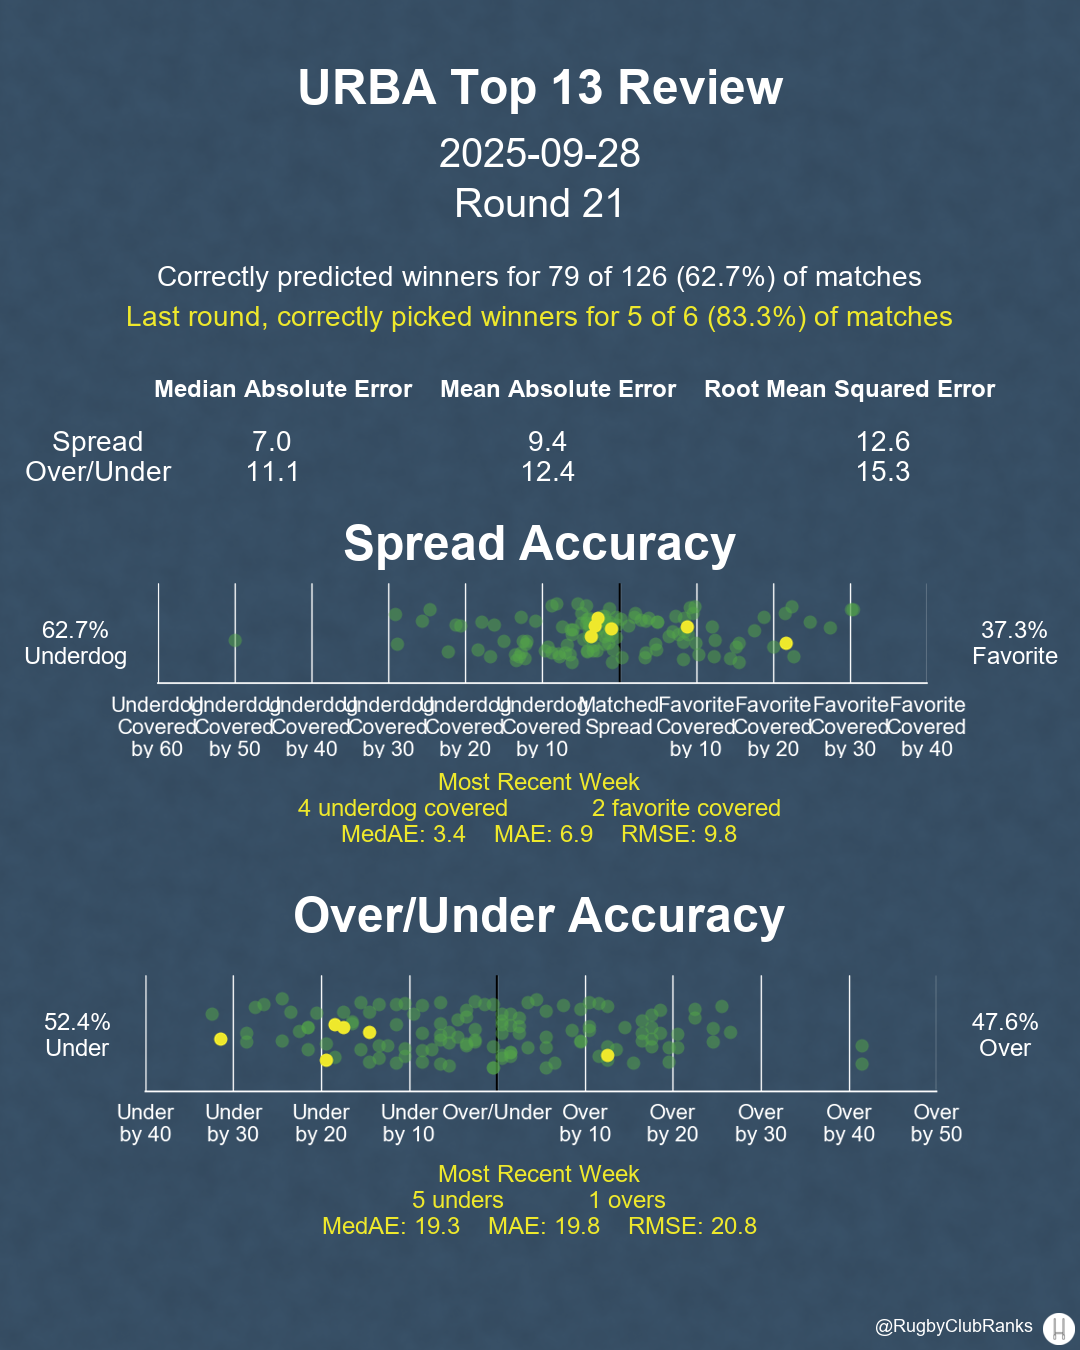 URBA Top 13 Review
2025-09-28
Round 21
Correctly predicted winners for 79 of 126 (62.7%) of matches
Last round, correctly picked winners for 5 of 6 (83.3%) of matches
Median Absolute Error Mean Absolute Error Root Mean Squared Error
Spread 7.0 9.4 12.6
Over/Under 11.1 12.4 15.3
Spread Accuracy
62.7%
Underdog
37.3%
Favorite
Underdog Underdog Underdog Underdog Underdog Underdog Matched Favorite Favorite Favorite Favorite
Covered Covered Covered Covered Covered Covered Spread Covered Covered Covered Covered
by 60 by 50 by 40 by 30 by 20 by 10 by 10 by 20 by 30 by 40
Most Recent Week
4 underdog covered 2 favorite covered
MedAE: 3.4 MAE: 6.9 RMSE: 9.8
Over/Under Accuracy
52.4%
Under
47.6%
Over
Under Under Under Under Over/Under Over Over Over Over Over
by 40 by 30 by 20 by 10 by 10 by 20 by 30 by 40 by 50
Most Recent Week
5 unders 1 overs
MedAE: 19.3 MAE: 19.8 RMSE: 20.8
@RugbyClubRanks